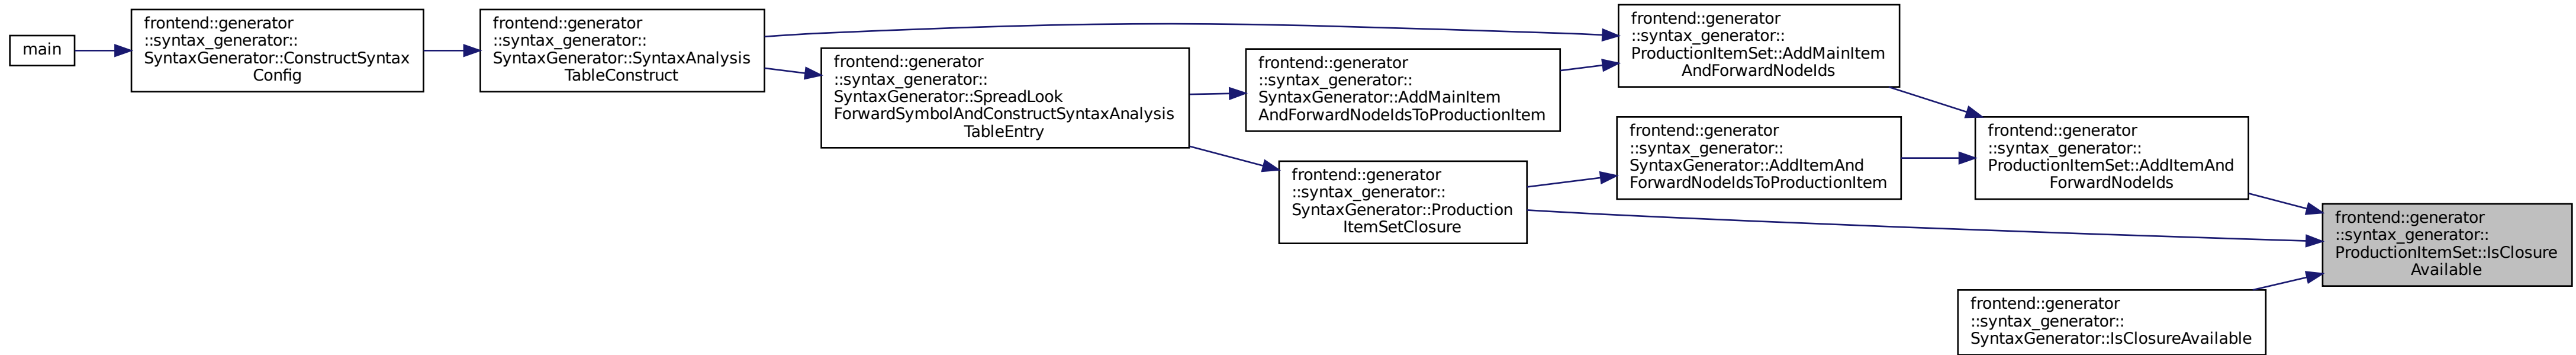 main
frontend::generator
::syntax_generator::
SyntaxGenerator::ConstructSyntax
Config
frontend::generator
::syntax_generator::
SyntaxGenerator::SyntaxAnalysis
TableConstruct
frontend::generator
::syntax_generator::
SyntaxGenerator::SpreadLook
ForwardSymbolAndConstructSyntaxAnalysis
TableEntry
frontend::generator
::syntax_generator::
SyntaxGenerator::AddMainItem
AndForwardNodeIdsToProductionItem
frontend::generator
::syntax_generator::
SyntaxGenerator::Production
ItemSetClosure
frontend::generator
::syntax_generator::
ProductionItemSet::AddMainItem
AndForwardNodeIds
frontend::generator
::syntax_generator::
SyntaxGenerator::AddItemAnd
ForwardNodeIdsToProductionItem
frontend::generator
::syntax_generator::
ProductionItemSet::AddItemAnd
ForwardNodeIds
frontend::generator
::syntax_generator::
SyntaxGenerator::IsClosureAvailable
frontend::generator
::syntax_generator::
ProductionItemSet::IsClosure
Available